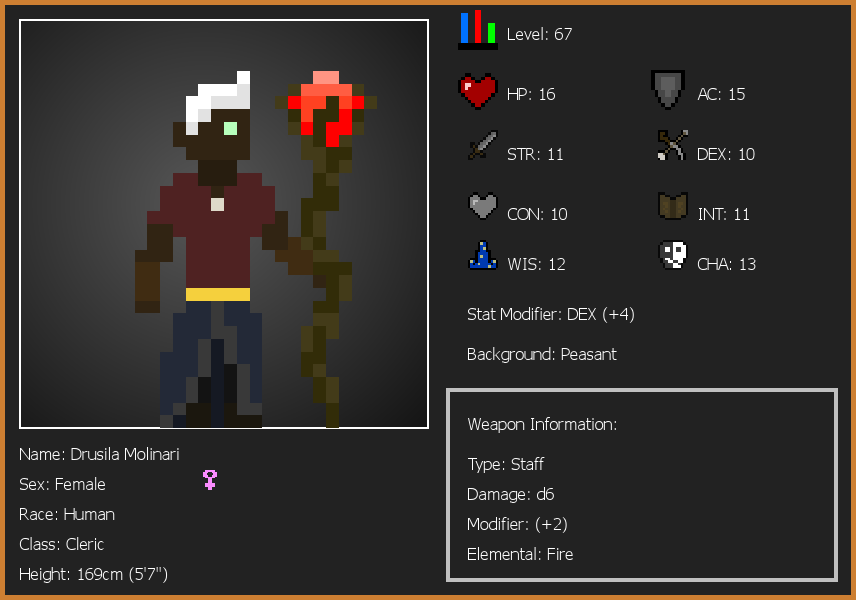 Level: 67
HP: 16
AC: 15
STR: 11
DEX: 10
CON: 10
INT: 11
WIS: 12
CHA: 13
Stat Modifier: DEX (+4)
Background: Peasant
Weapon Information:
Type: Staff
Damage: d6
Modifier: (+2)
Elemental: Fire
Name: Drusila Molinari
Sex: Female
Race: Human
Class: Cleric
Height: 169cm (5'7")